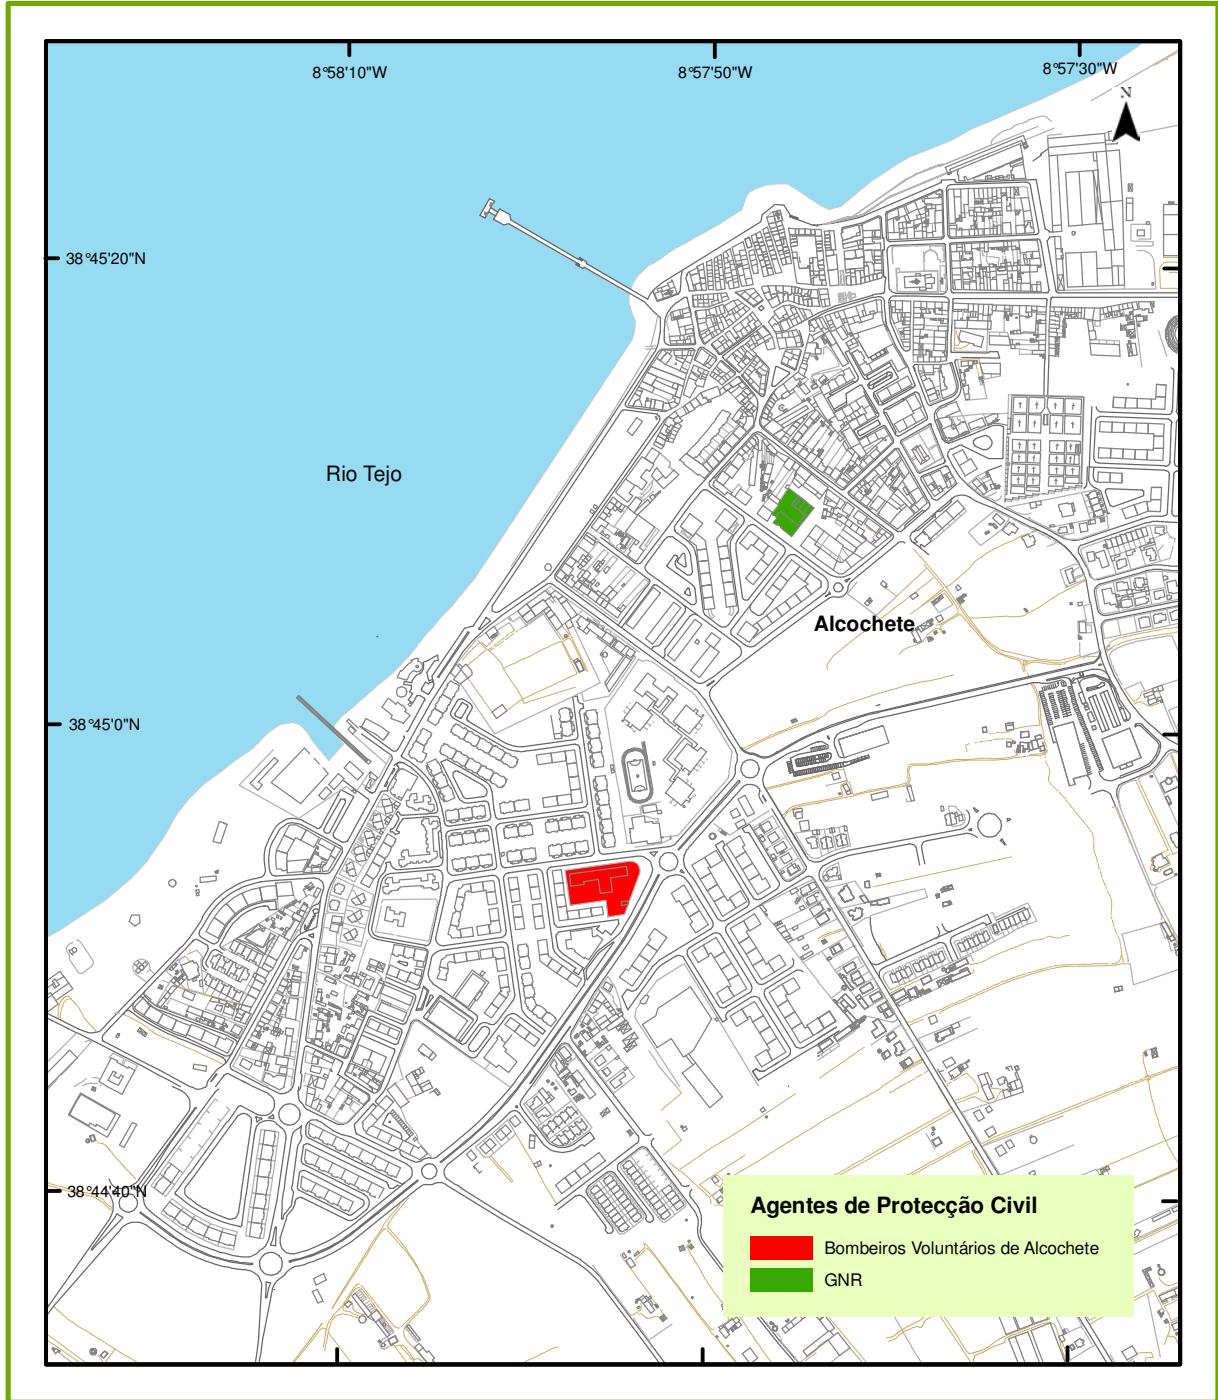 8°58'10"W
8°57'50"W
8°57'30"W
N
38°45'20"N
Rio Tejo
Alcochete
38°45'0"N
38°44'40"N
Agentes de Protecção Civil
Bombeiros Voluntários de Alcochete
GNR